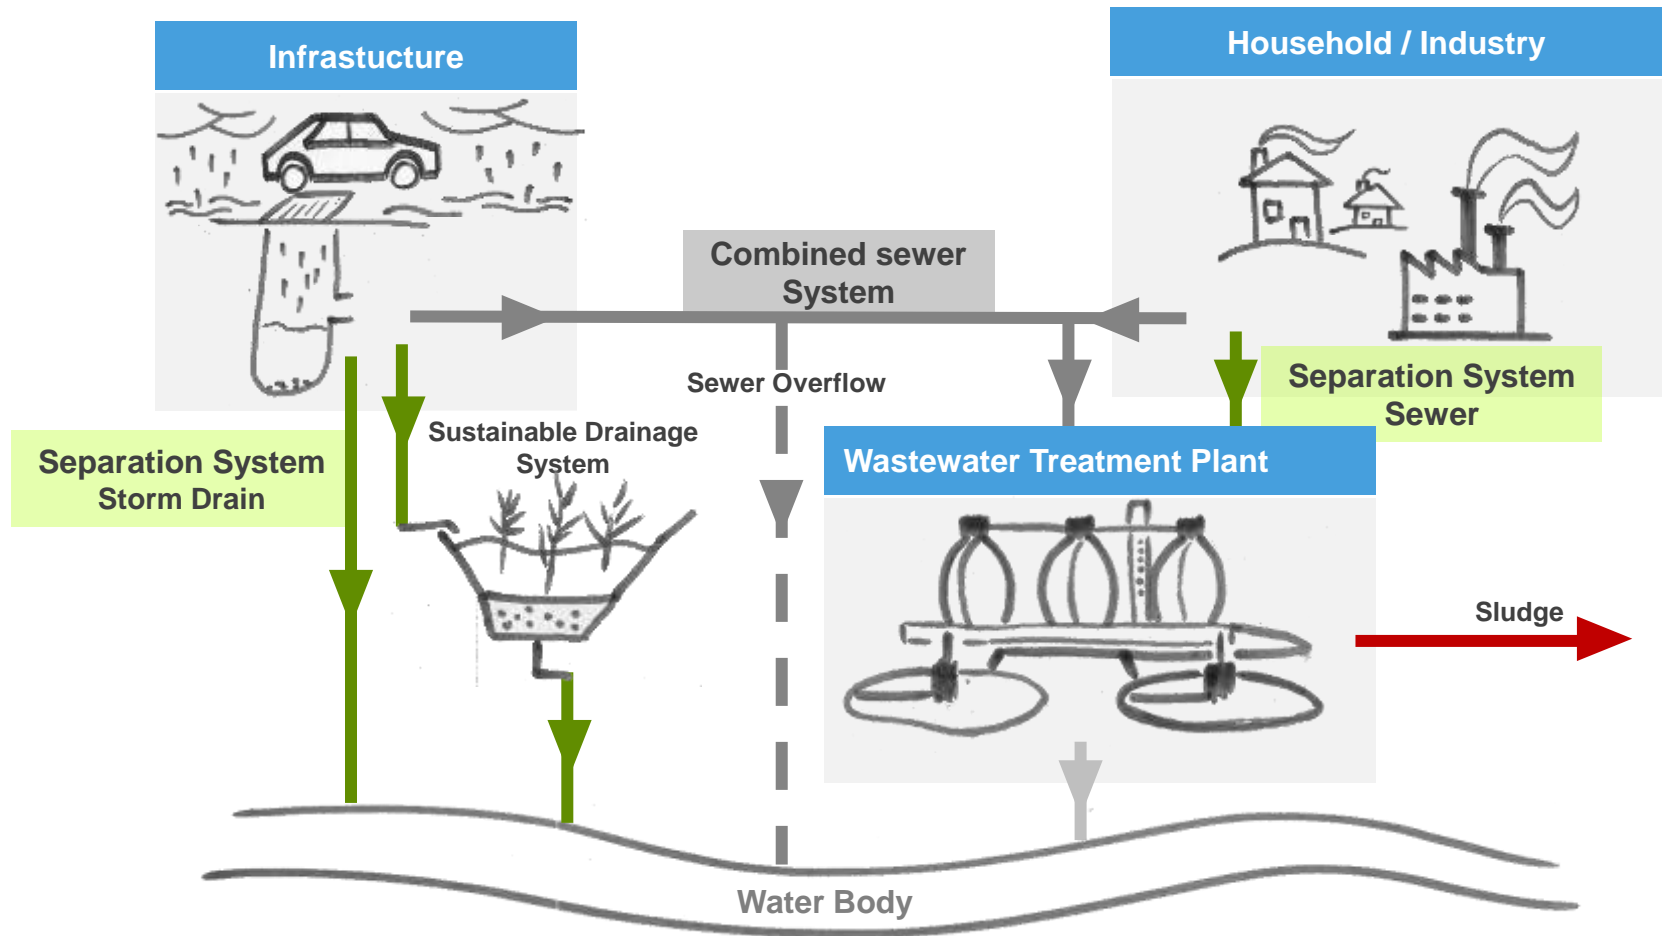 Infrastucture
Household / Industry
Combined sewer
System
Sewer Overflow
Separation System
Sewer
Sustainable Drainage
System
Separation System
Storm Drain
Wastewater Treatment Plant
Sludge
Water Body